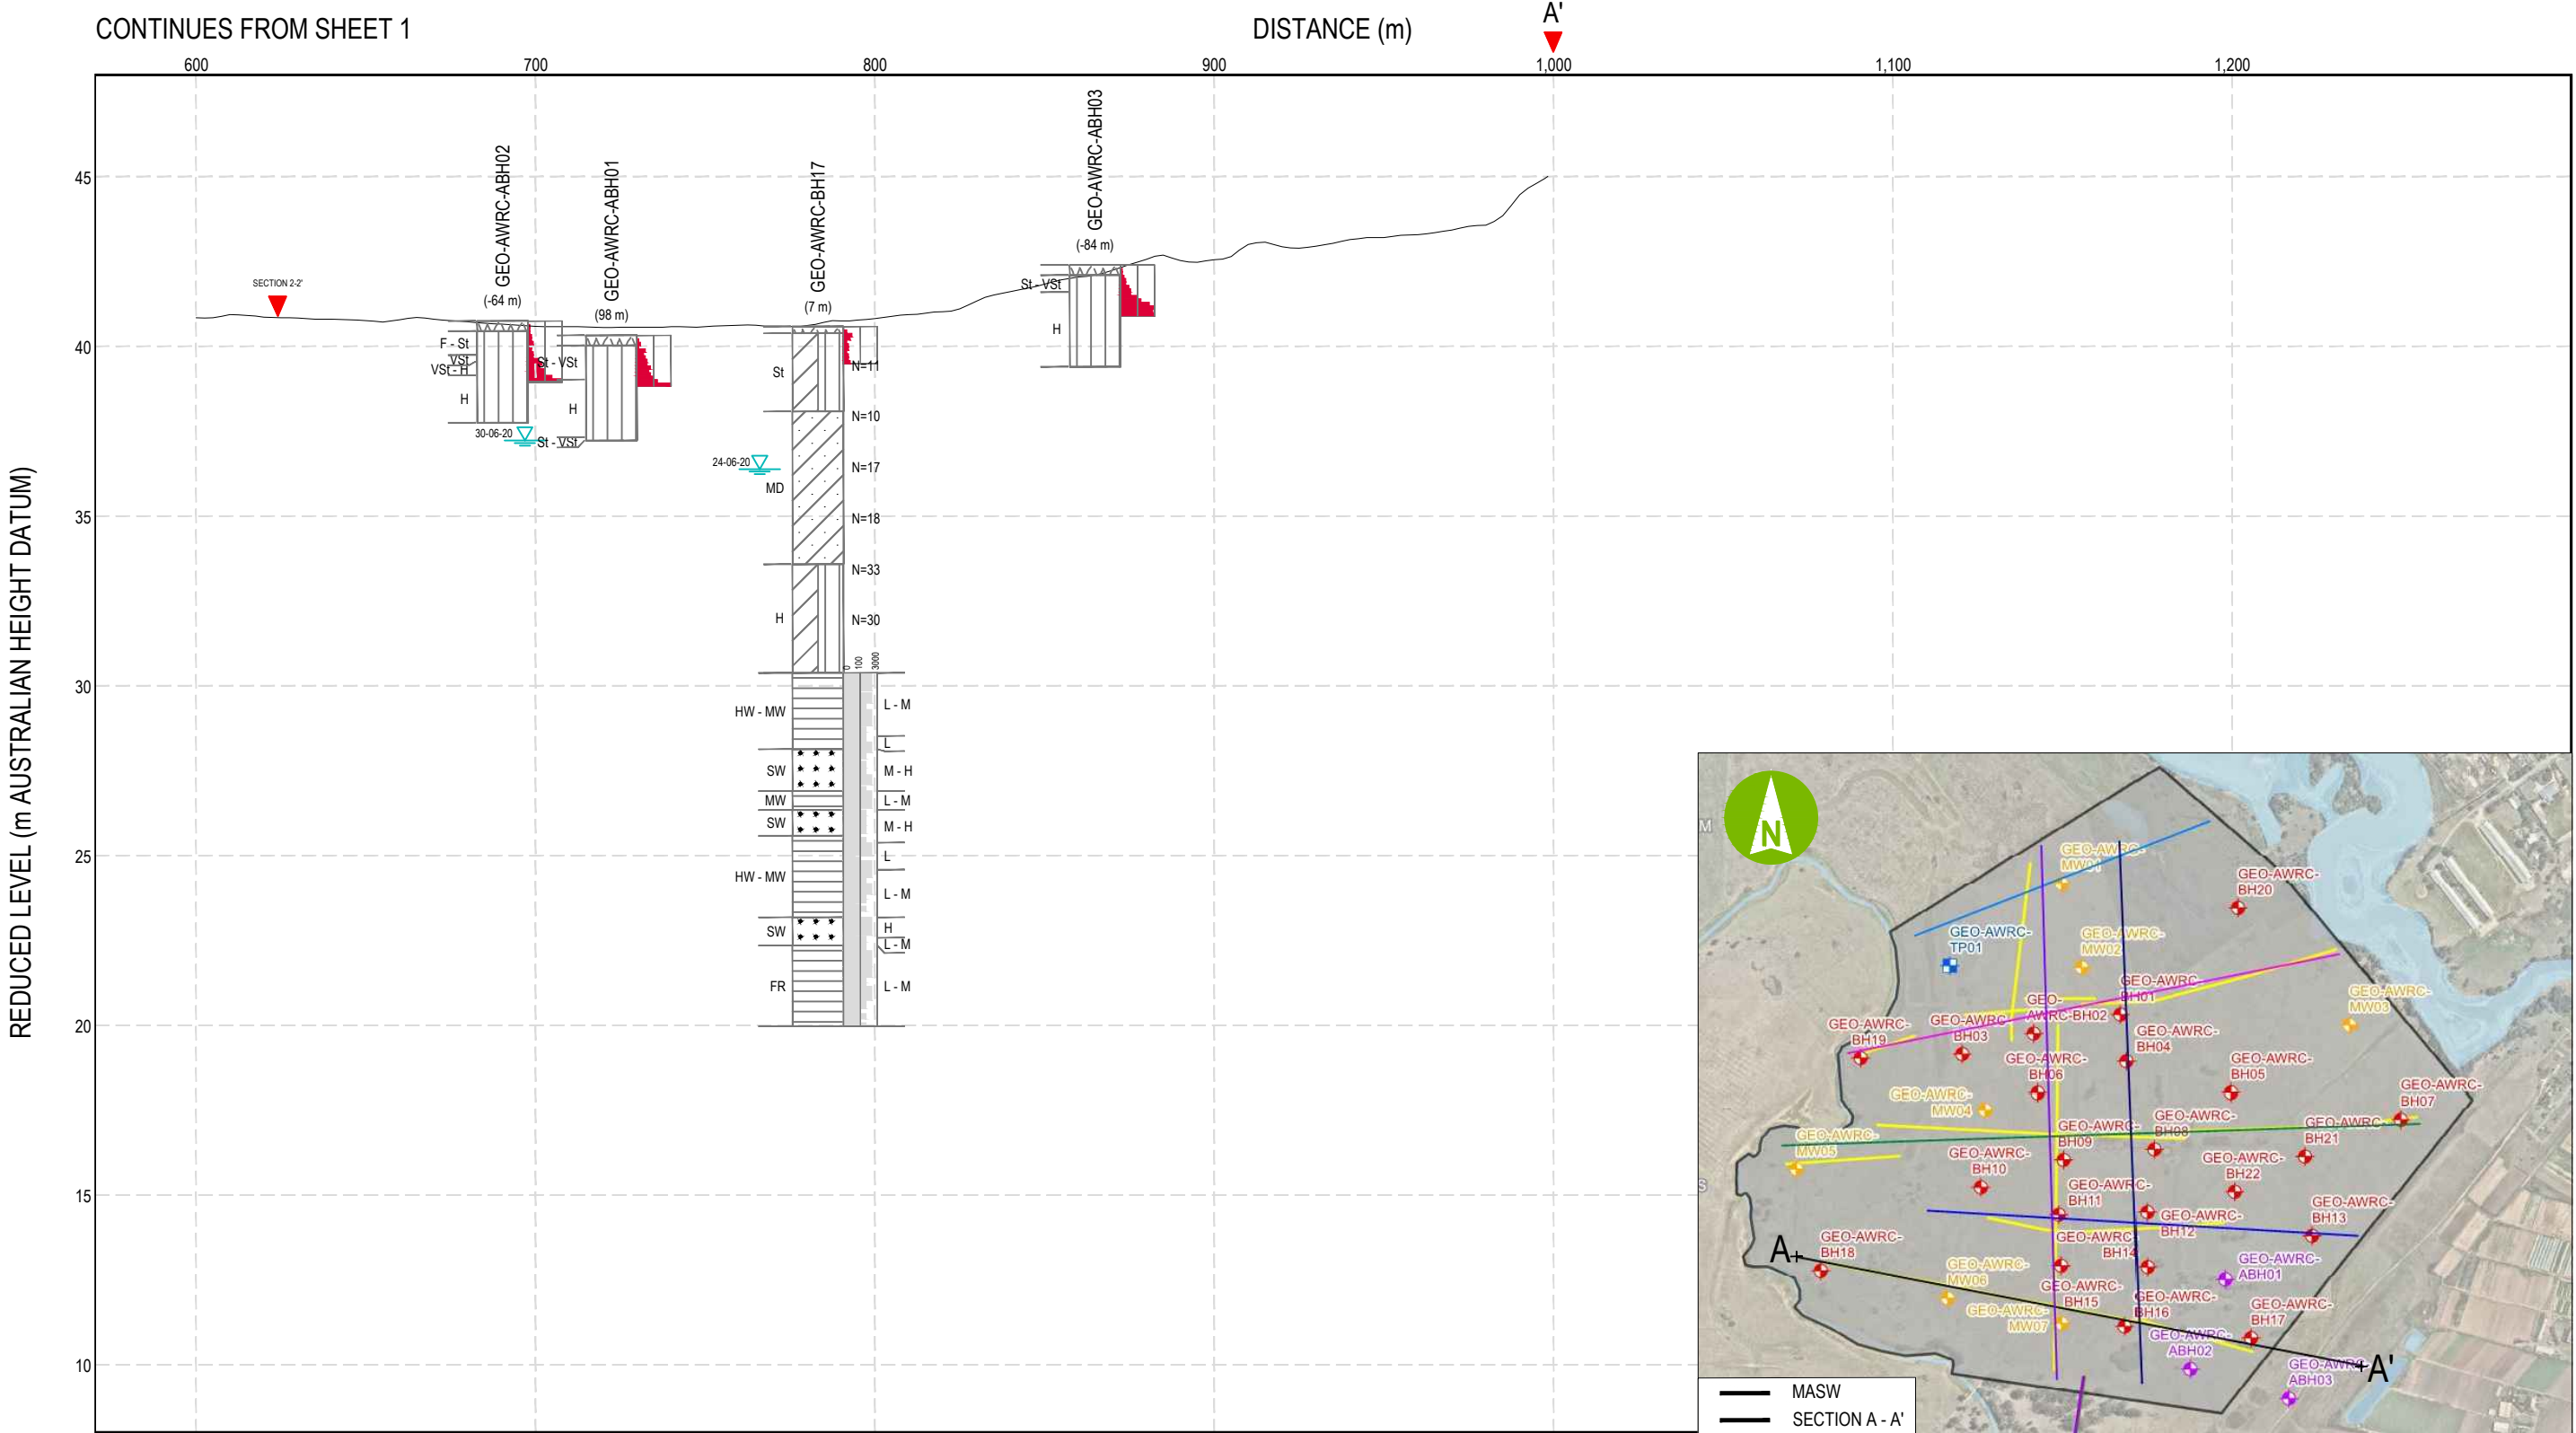 CONTINUES FROM SHEET 1
DISTANCE (m)
A'
600
700
800
900
1,000
1,100
1,200
REDUCED LEVEL (m AUSTRALIAN HEIGHT DATUM)
45
40
35
30
25
20
15
10
SECTION 2-2'
GEO-AWRC-ABH02
(-64 m)
F - St
VSt
VSt - H
H
30-06-20
GEO-AWRC-ABH01
(98 m)
St - VSt
H
St - VSt
GEO-AWRC-BH17
(7 m)
St
N=11
N=10
24-06-20
N=17
MD
N=18
N=33
H
N=30
0
100
3000
HW - MW
L - M
L
SW
M - H
MW
L - M
SW
M - H
L
HW - MW
L - M
SW
H
L - M
FR
L - M
GEO-AWRC-ABH03
(-84 m)
St - VSt
H
N
M
S
GEO-AWRC-
MW01
GEO-AWRC-
BH20
GEO-AWRC-
TP01
GEO-AWRC-
MW02
GEO-AWRC-
BH01
GEO-AWRC-
MW03
GEO-
AWRC-BH02
GEO-AWRC-
BH19
GEO-AWRC-
BH03
GEO-AWRC-
BH04
GEO-AWRC-
BH06
GEO-AWRC-
BH05
GEO-AWRC-
BH07
GEO-AWRC-
MW04
GEO-AWRC-
BH08
GEO-AWRC-
BH09
GEO-AWRC-
BH21
GEO-AWRC-
MW05
GEO-AWRC-
BH10
GEO-AWRC-
BH22
GEO-AWRC-
BH11
GEO-AWRC-
BH12
GEO-AWRC-
BH13
GEO-AWRC-
BH18
GEO-AWRC-
BH14
GEO-AWRC-
ABH01
GEO-AWRC-
MW06
GEO-AWRC-
BH15
GEO-AWRC-
BH16
GEO-AWRC-
BH17
GEO-AWRC-
MW07
GEO-AWRC-
ABH02
GEO-AWRC-
ABH03
A
A'
MASW
SECTION A - A'